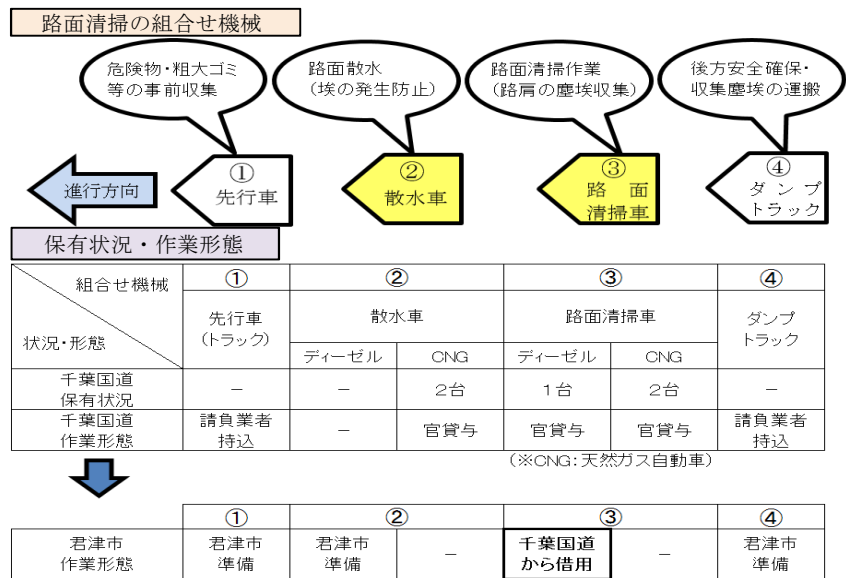 路面清掃の組合せ機械
危険物・粗大ゴミ
等の事前収集
路面散水
(埃の発生防止)
路面清掃作業
(路肩の塵埃収集)
後方安全確保・
収集塵埃の運搬
進行方向
①
先行車
②
散水車
③
路 面
清掃車
④
ダ ン プ
トラック
保有状況・作業形態
組合せ機械
状況・形態
① ② ③ ④
先行車
(トラック)
散水車
路面清掃車
ダンプ
トラック
ディーゼル CNG ディーゼル CNG
千葉国道
保有状況
－ － 2台 1台 2台 －
千葉国道
作業形態
請負業者
持込
－ 官貸与 官貸与 官貸与
請負業者
持込
(※CNG:天然ガス自動車)
① ② ③ ④
君津市
作業形態
君津市
準備
君津市
準備
－
千葉国道
から借用
－
君津市
準備